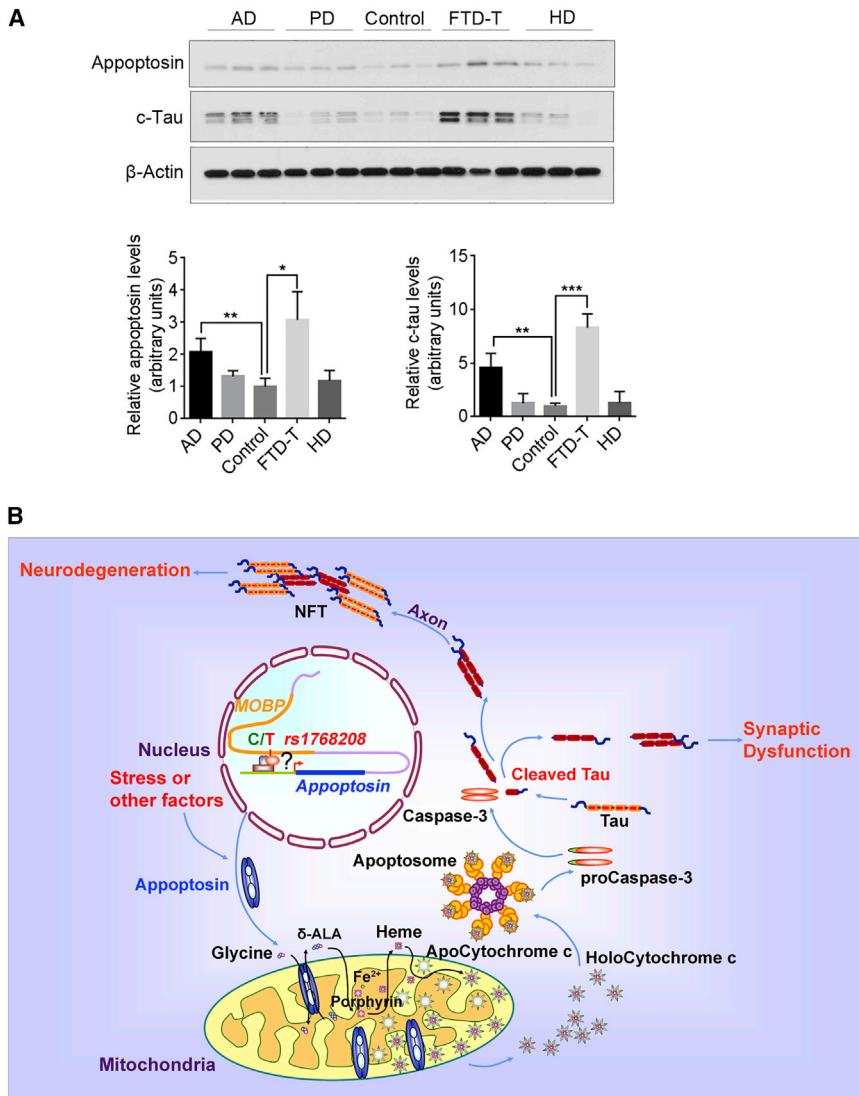 A
AD PD Control FTD-T HD
Appoptosin
c-Tau
β-Actin
Relative appoptosin levels
(arbitrary units)
5
4
3
2
1
0
**
*
AD
PD
Control
FTD-T
HD
Relative c-tau levels
(arbitrary units)
15
10
5
0
**
***
AD
PD
Control
FTD-T
HD
B
Neurodegeneration
NFT
Axon
MOBP
C/T rs1768208
?
Appoptosin
Nucleus
Stress or
other factors
Appoptosin
Synaptic
Dysfunction
Cleaved Tau
Caspase-3
Tau
Apoptosome
proCaspase-3
δ-ALA
Heme
Glycine
ApoCytochrome c
HoloCytochrome c
Fe2+
Porphyrin
Mitochondria